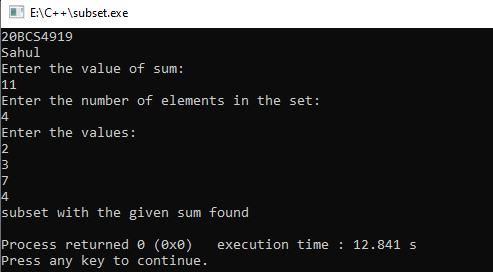 E:\C++\subset.exe
20BCS4919
Sahul
Enter the value of sum:
11
Enter the number of elements in the set:
4
Enter the values:
2
3
7
4
subset with the given sum found
Process returned 0 (0x0)   execution time : 12.841 s
Press any key to continue.